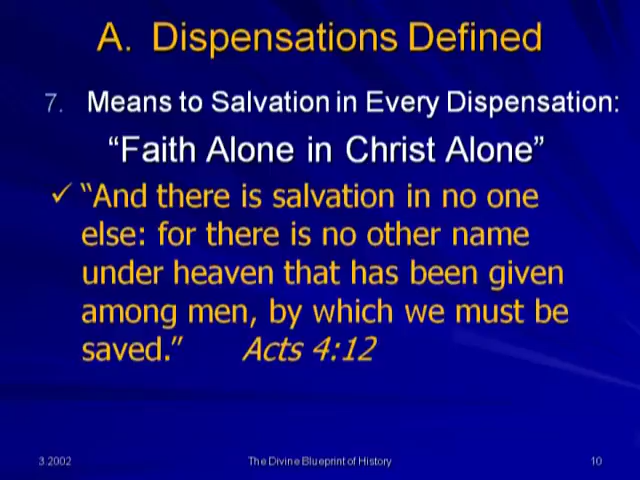 A. Dispensations Defined
7. Means to Salvation in Every Dispensation:
“Faith Alone in Christ Alone”
✓ “And there is salvation in no one
else: for there is no other name
under heaven that has been given
among men, by which we must be
saved.” Acts 4:12
3.2002 The Divine Blueprint of History 10